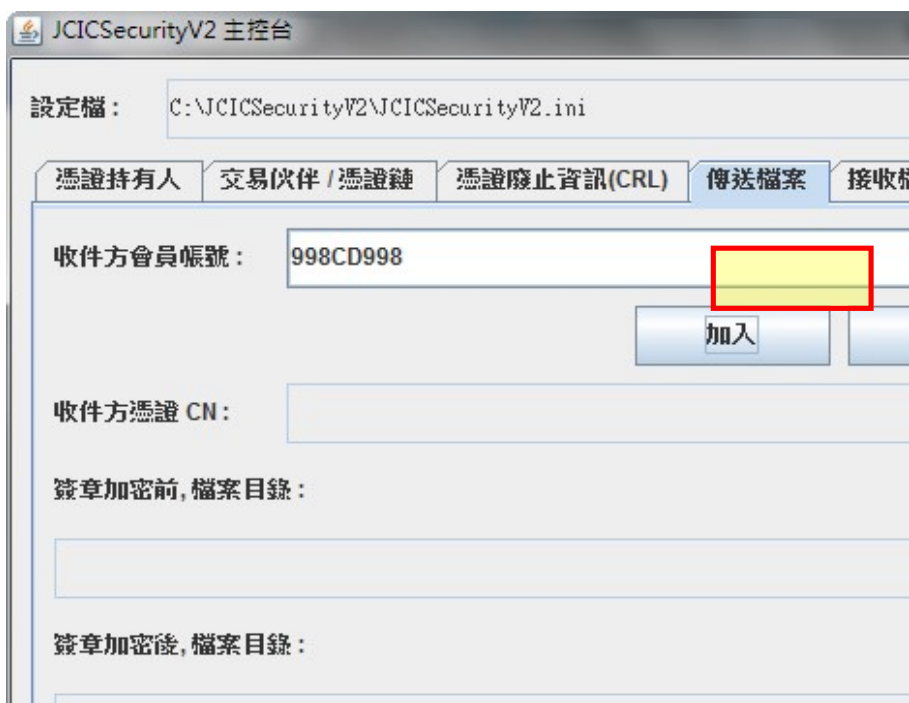 JCICSecurityV2 主控台
設定檔： C:\JCICSecurityV2\JCICSecurityV2.ini
憑證持有人 交易伙伴 / 憑證鏈 憑證廢止資訊(CRL) 傳送檔案 接收檔
收件方會員帳號： 998CD998
加入
收件方憑證 CN：
簽章加密前, 檔案目錄：
簽章加密後, 檔案目錄：